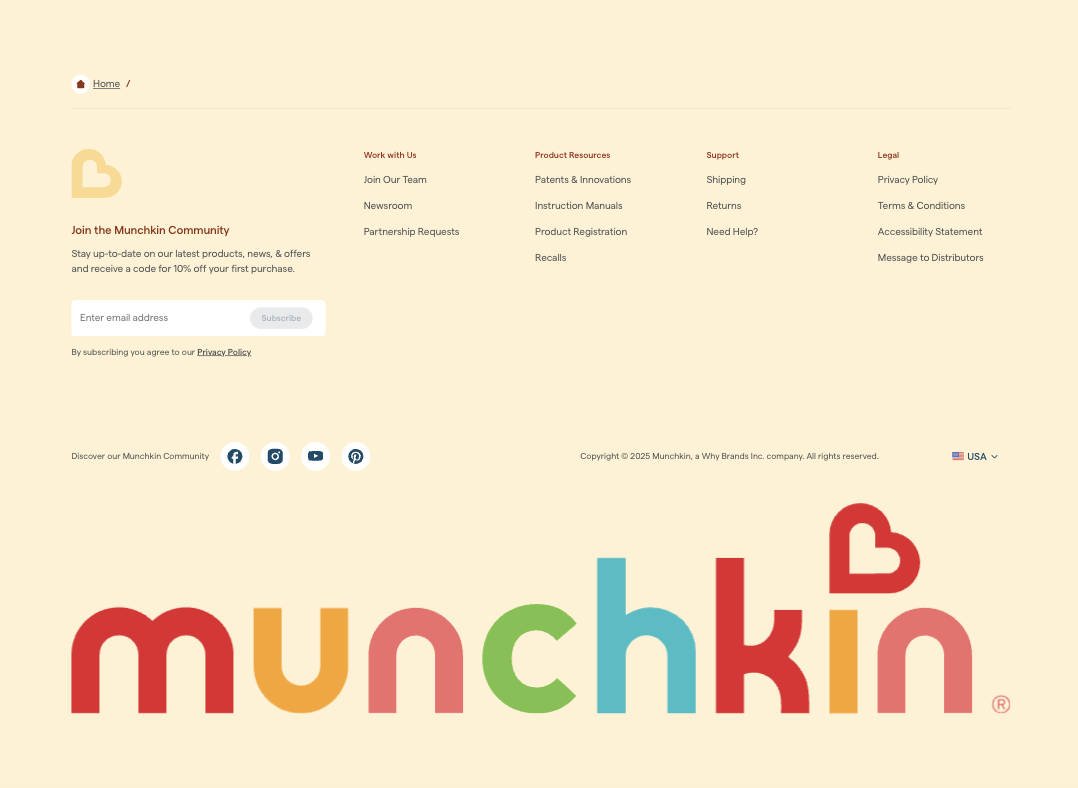 Home /
Join the Munchkin Community
Stay up-to-date on our latest products, news, & offers
and receive a code for 10% off your first purchase.
Enter email address
Subscribe
By subscribing you agree to our Privacy Policy
Work with Us
Join Our Team
Newsroom
Partnership Requests
Product Resources
Patents & Innovations
Instruction Manuals
Product Registration
Recalls
Support
Shipping
Returns
Need Help?
Legal
Privacy Policy
Terms & Conditions
Accessibility Statement
Message to Distributors
Discover our Munchkin Community
Copyright © 2025 Munchkin, a Why Brands Inc. company. All rights reserved.
USA
munchkin®